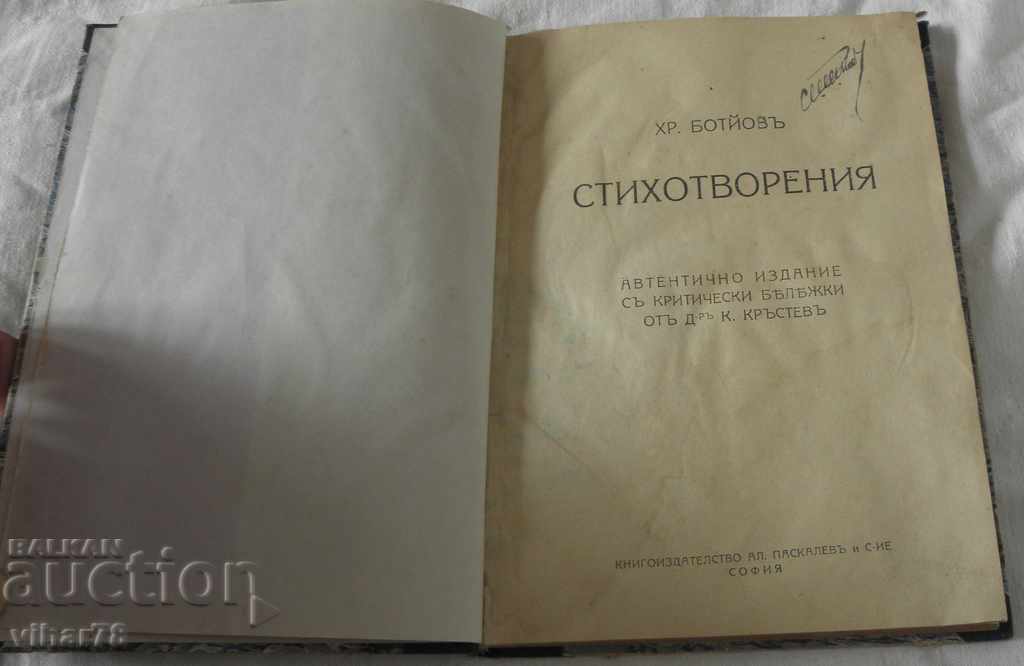 ХР. БОТЙОВЪ
СТИХОТВОРЕНИЯ
АВТЕНТИЧНО ИЗДАНИЕ
СЪ КРИТИЧЕСКИ БѢЛѢЖКИ
ОТЪ Д-РЪ К. КРЪСТЕВЪ
КНИГОИЗДАТЕЛСТВО АЛ. ПАСКАЛЕВЪ и С-ИЕ
СОФИЯ
BALKAN
auction
vihar78